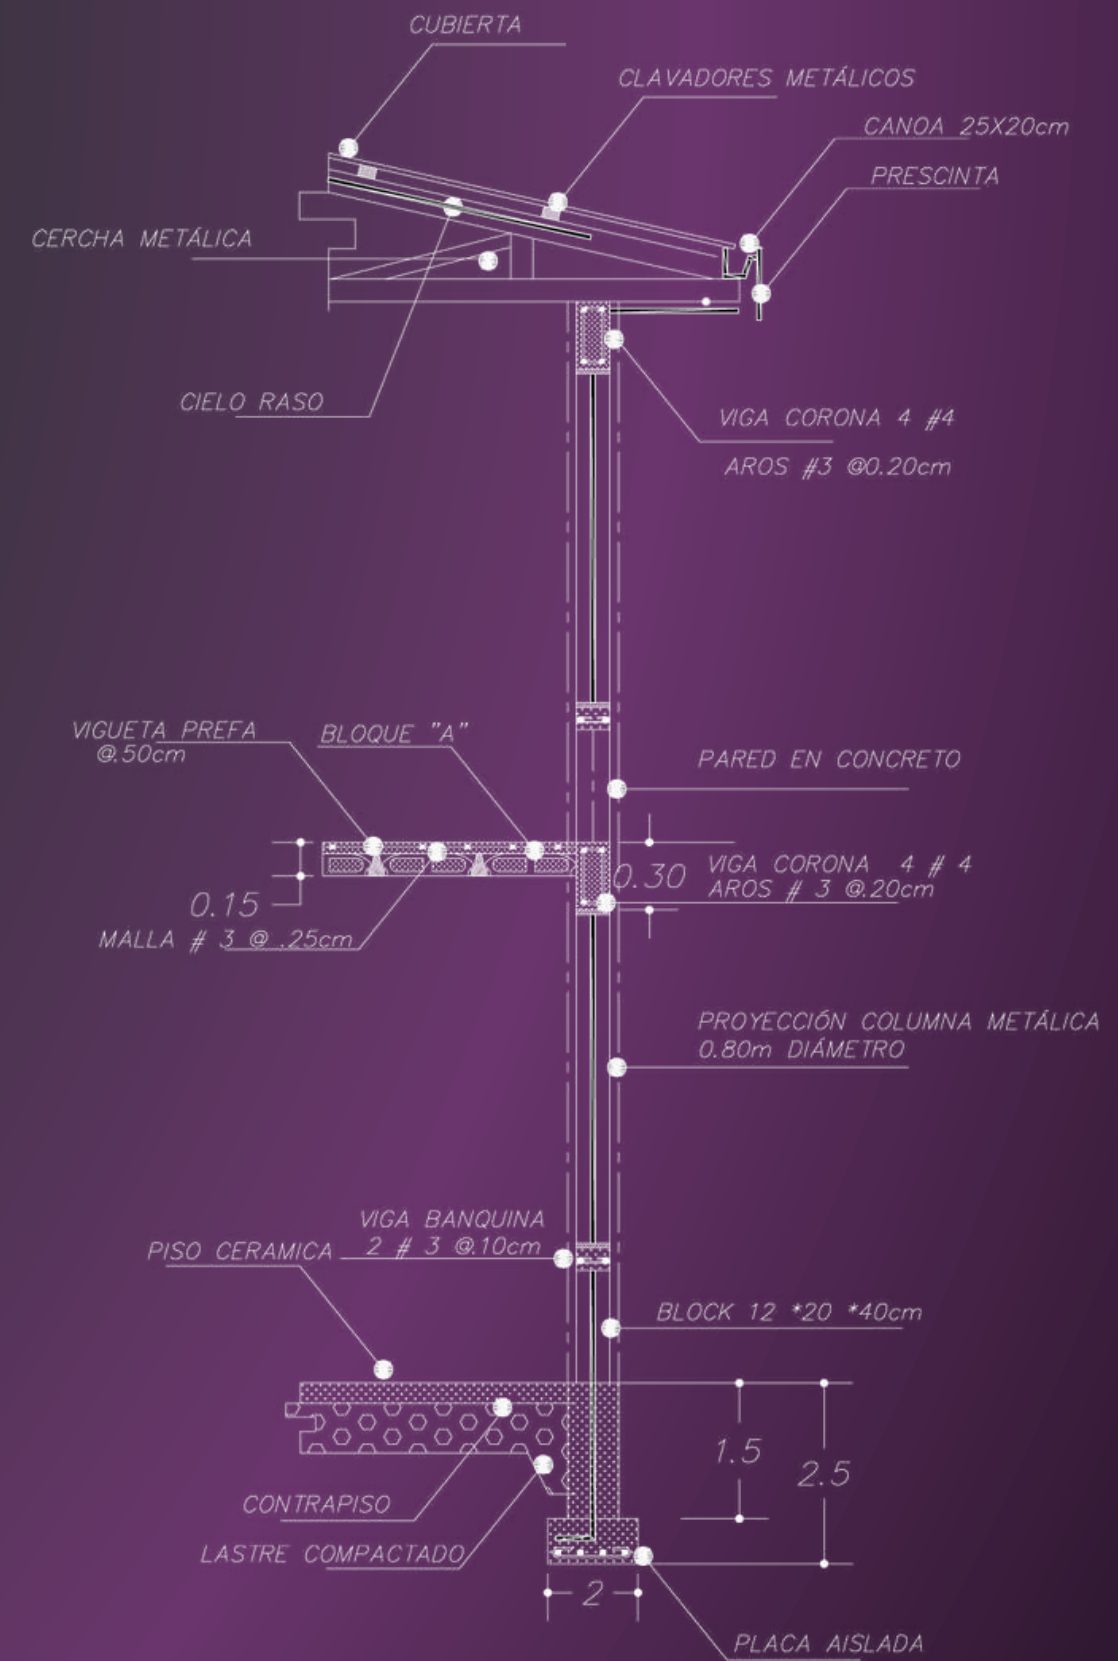 CUBIERTA
CLAVADORES METÁLICOS
CANOA 25X20cm
PRESCINTA
CERCHA METÁLICA
CIELO RASO
VIGA CORONA 4 #4
AROS #3 @0.20cm
VIGUETA PREFA
@.50cm
BLOQUE "A"
PARED EN CONCRETO
0.30
VIGA CORONA 4 # 4
AROS # 3 @.20cm
0.15
MALLA # 3 @ .25cm
PROYECCIÓN COLUMNA METÁLICA
0.80m DIÁMETRO
VIGA BANQUINA
2 # 3 @.10cm
PISO CERAMICA
BLOCK 12 *20 *40cm
1.5
2.5
CONTRAPISO
LASTRE COMPACTADO
2
PLACA AISLADA